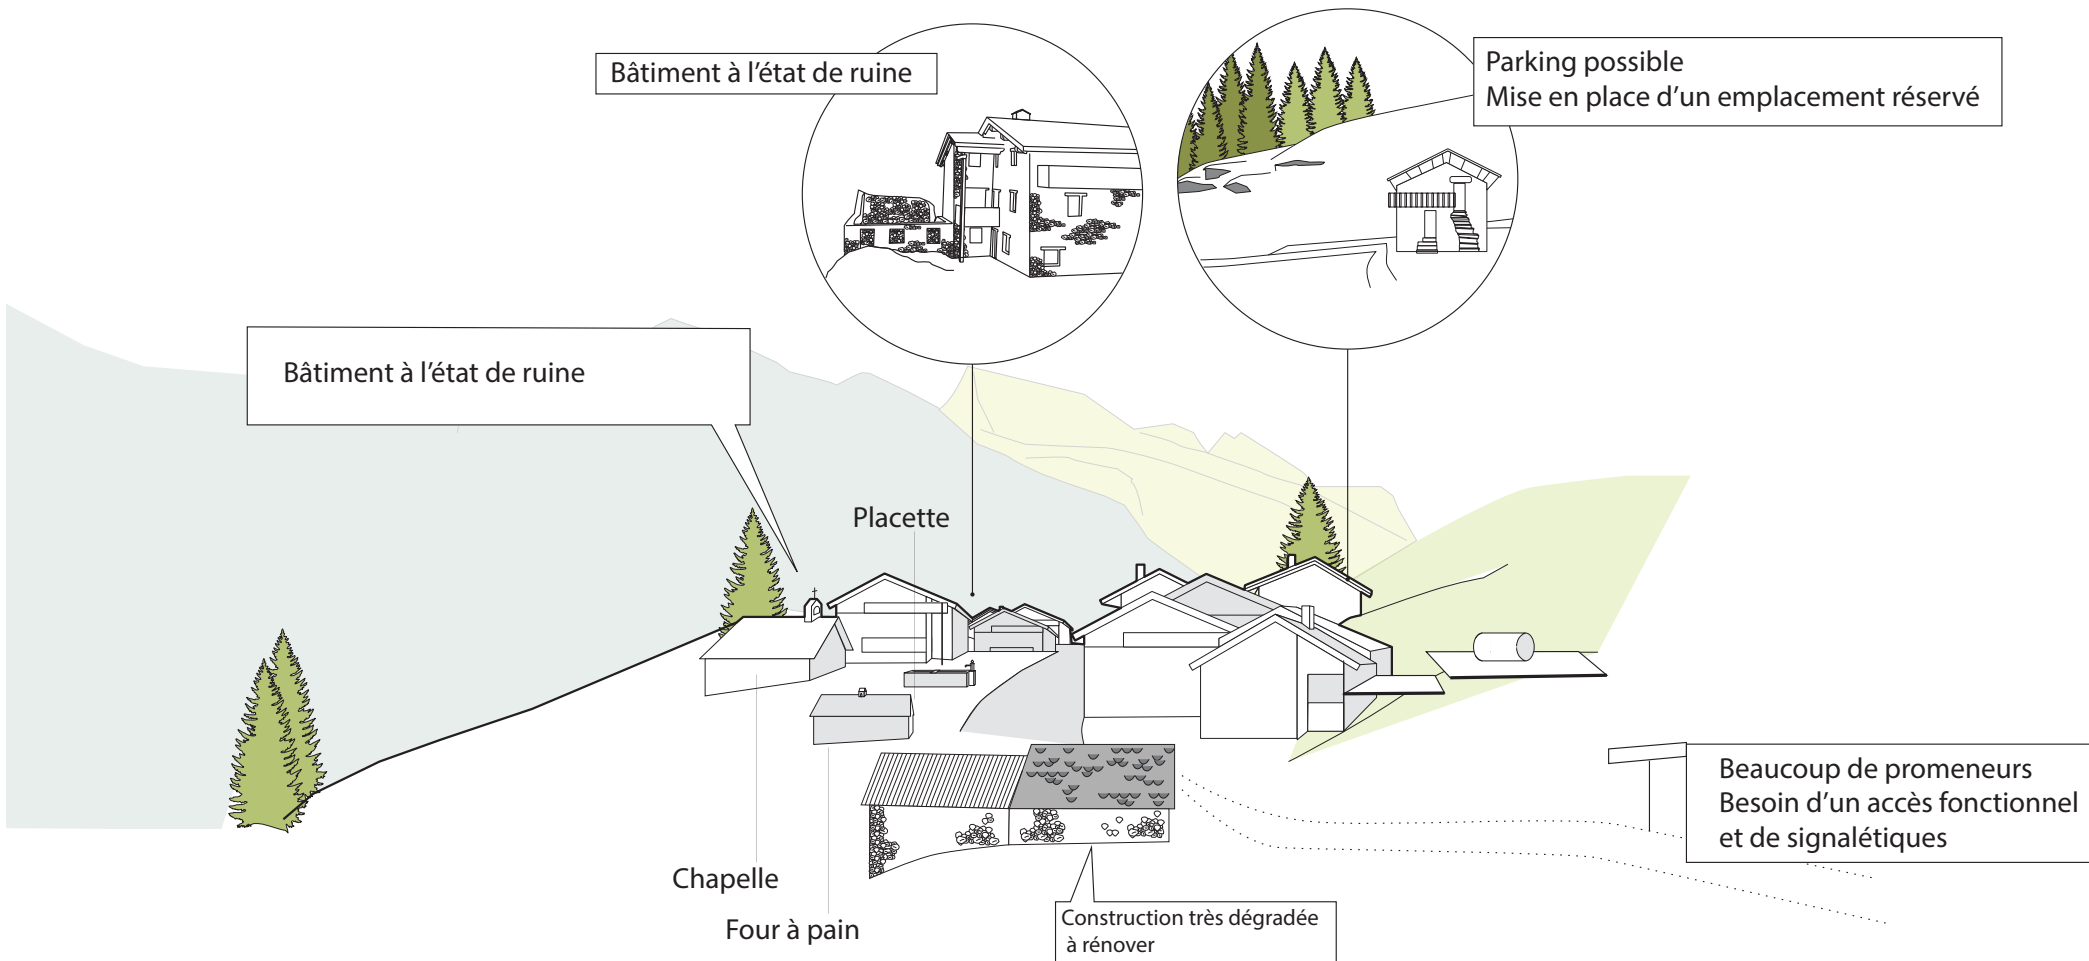 Bâtiment à l’état de ruine
Parking possible
Mise en place d’un emplacement réservé
Bâtiment à l’état de ruine
Placette
Beaucoup de promeneurs
Besoin d’un accès fonctionnel
et de signalétiques
Chapelle
Four à pain
Construction très dégradée
à rénover